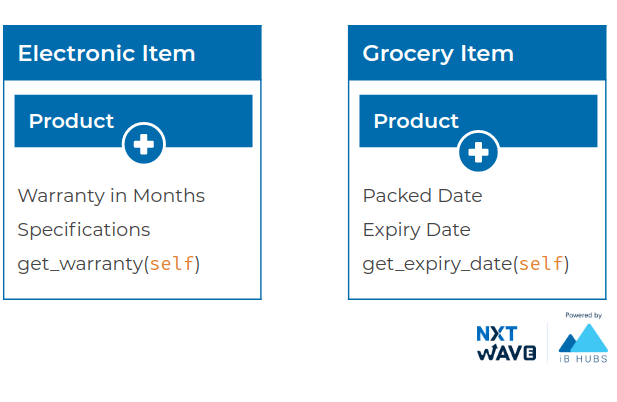 Electronic Item
Product
Warranty in Months
Specifications
get_warranty(self)
Grocery Item
Product
Packed Date
Expiry Date
get_expiry_date(self)
NXT
WAVE
Powered by
iB HUBS